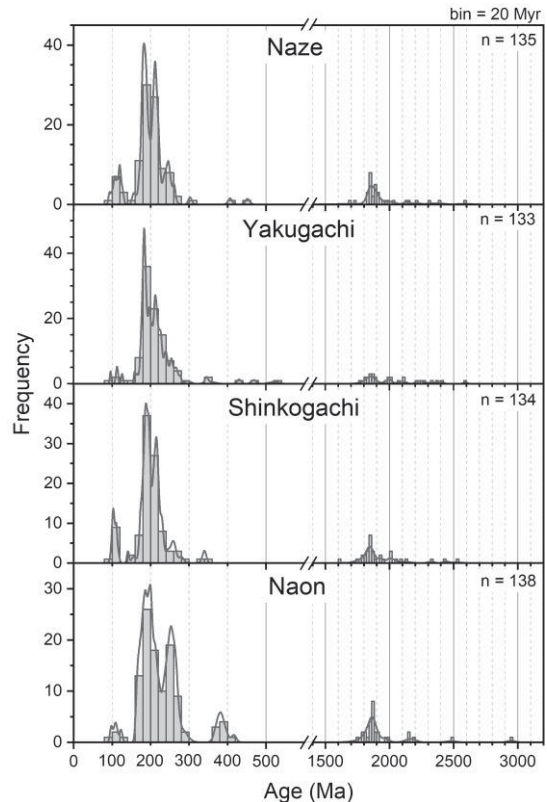 bin = 20 Myr
Naze
n = 135
40
20
0
Yakugachi
n = 133
40
20
0
Frequency
Shinkogachi
n = 134
40
30
20
10
0
Naon
n = 138
30
20
10
0
0 100 200 300 400 500 1500 2000 2500 3000
Age (Ma)